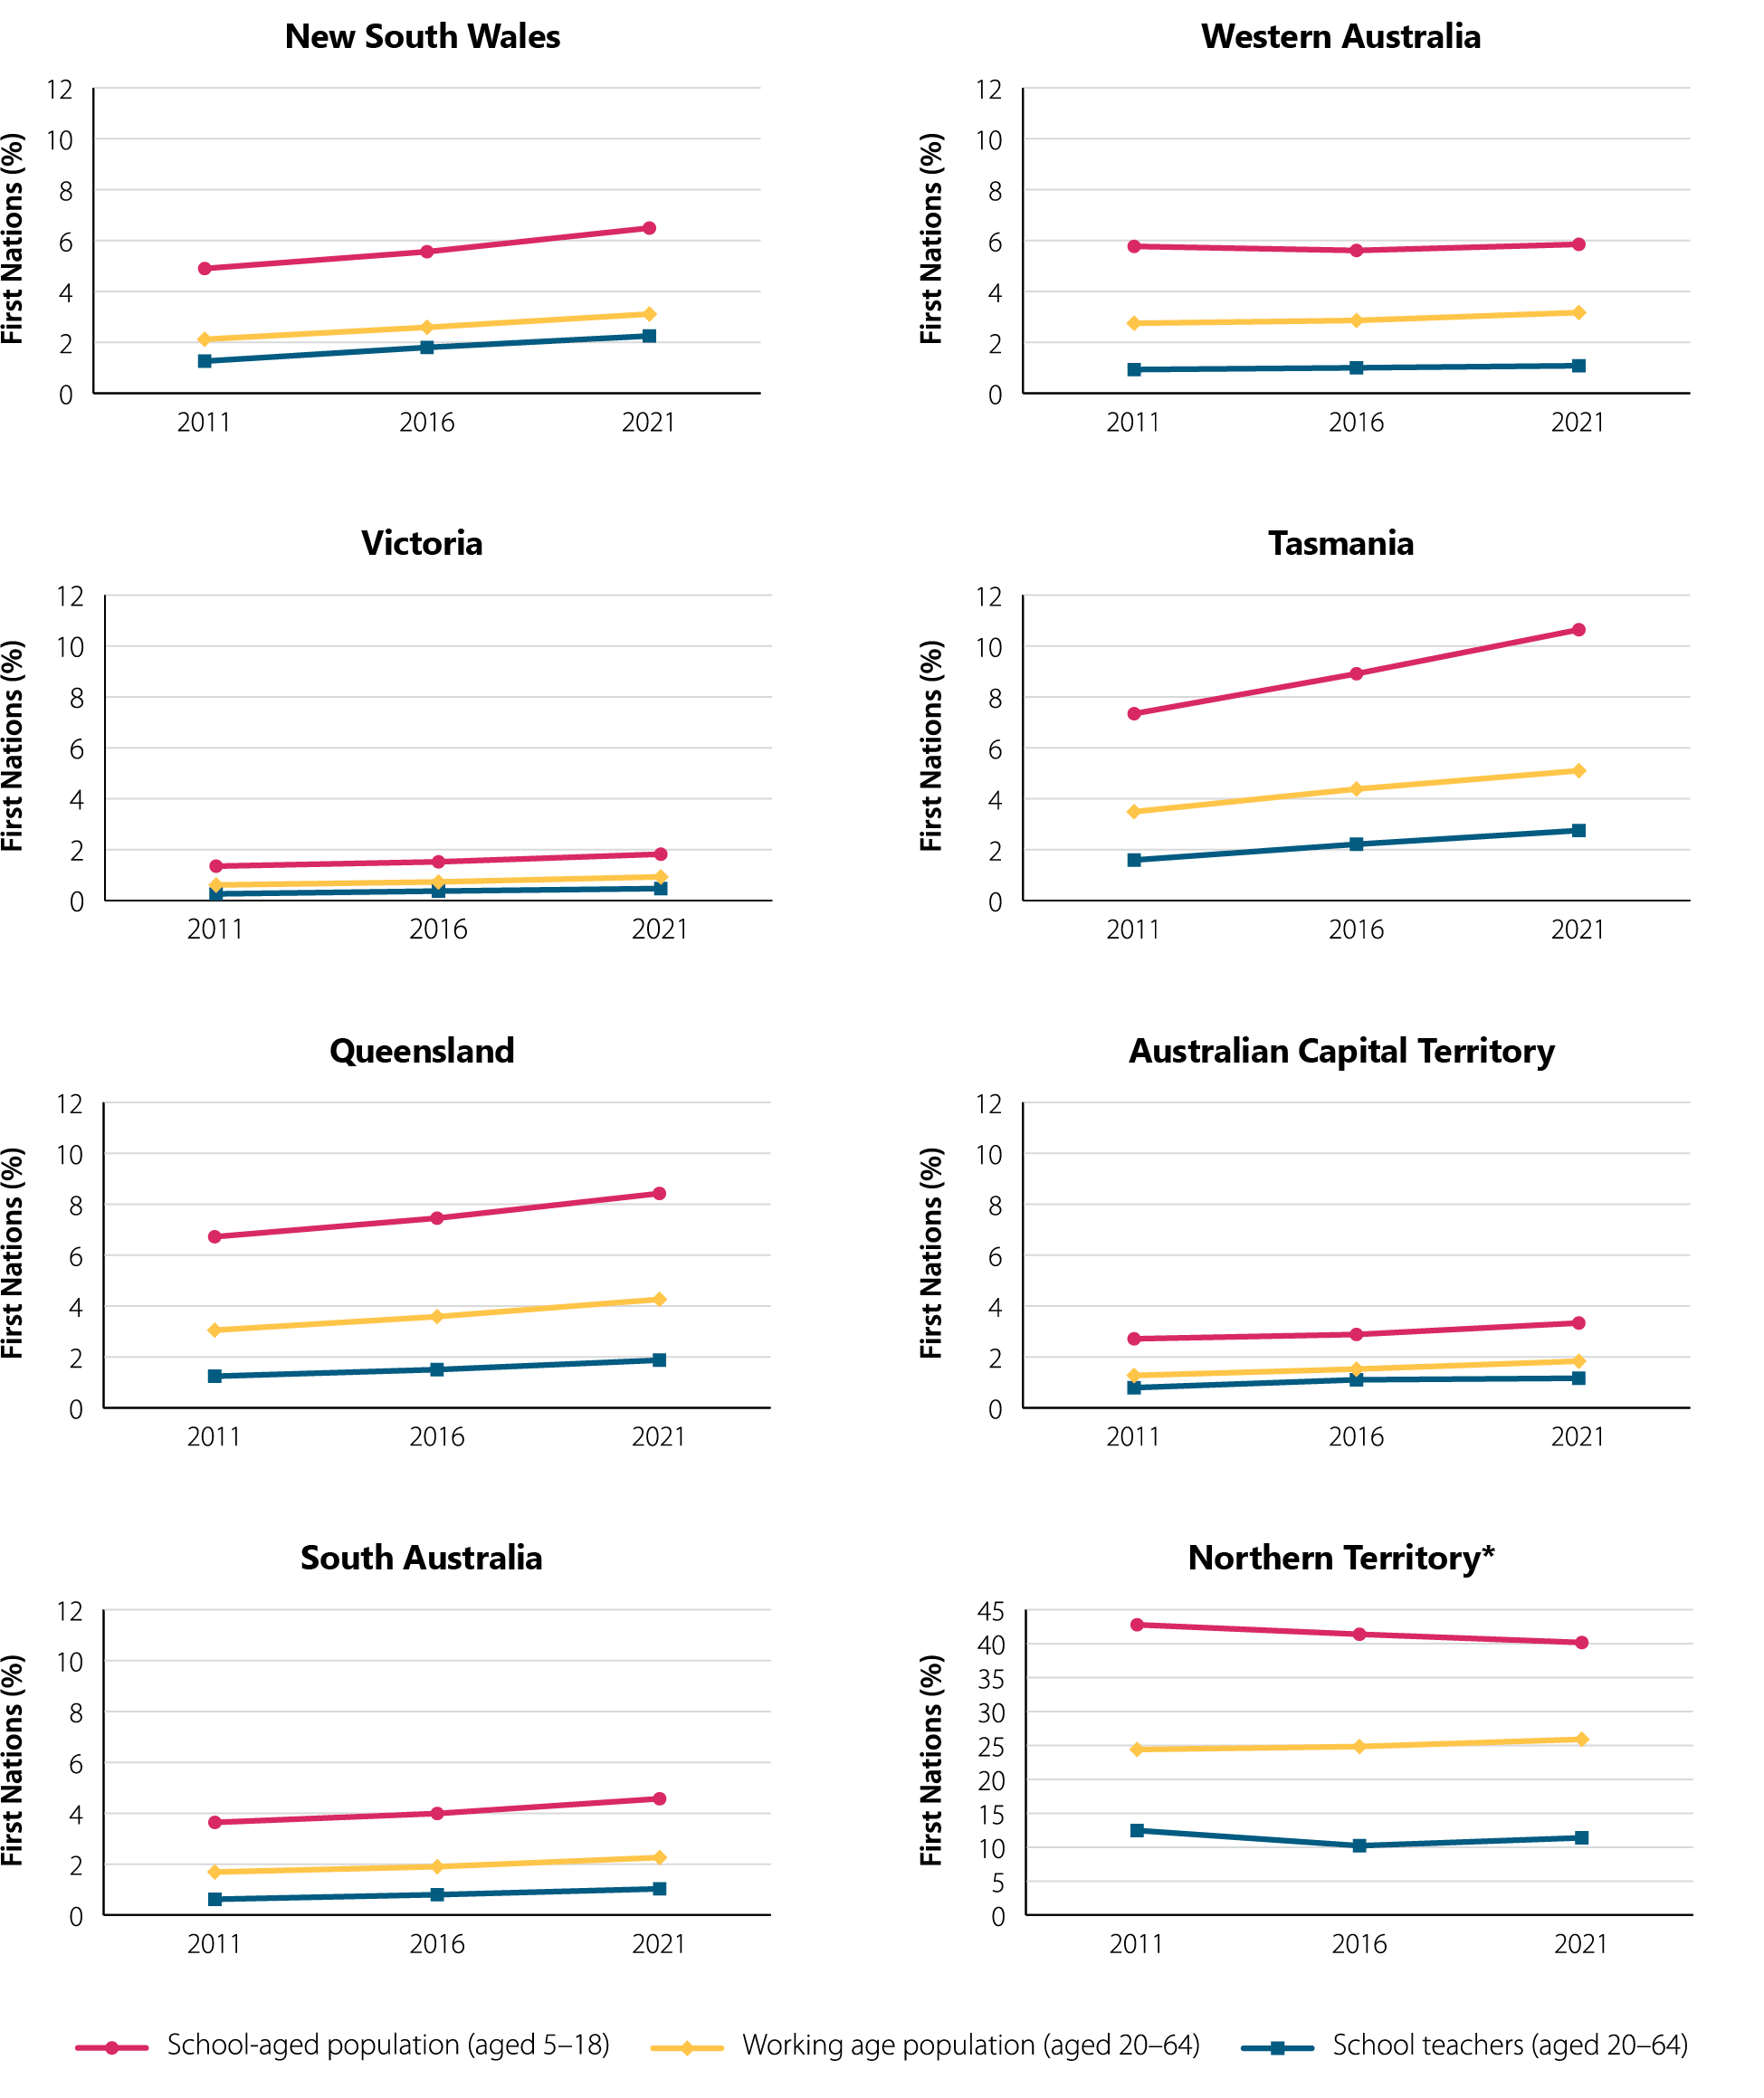 New South Wales
First Nations (%)
12
10
8
6
4
2
0
2011 2016 2021
Western Australia
First Nations (%)
12
10
8
6
4
2
0
2011 2016 2021
Victoria
First Nations (%)
12
10
8
6
4
2
0
2011 2016 2021
Tasmania
First Nations (%)
12
10
8
6
4
2
0
2011 2016 2021
Queensland
First Nations (%)
12
10
8
6
4
2
0
2011 2016 2021
Australian Capital Territory
First Nations (%)
12
10
8
6
4
2
0
2011 2016 2021
South Australia
First Nations (%)
12
10
8
6
4
2
0
2011 2016 2021
Northern Territory*
First Nations (%)
45
40
35
30
25
20
15
10
5
0
2011 2016 2021
School-aged population (aged 5–18) Working age population (aged 20–64) School teachers (aged 20–64)